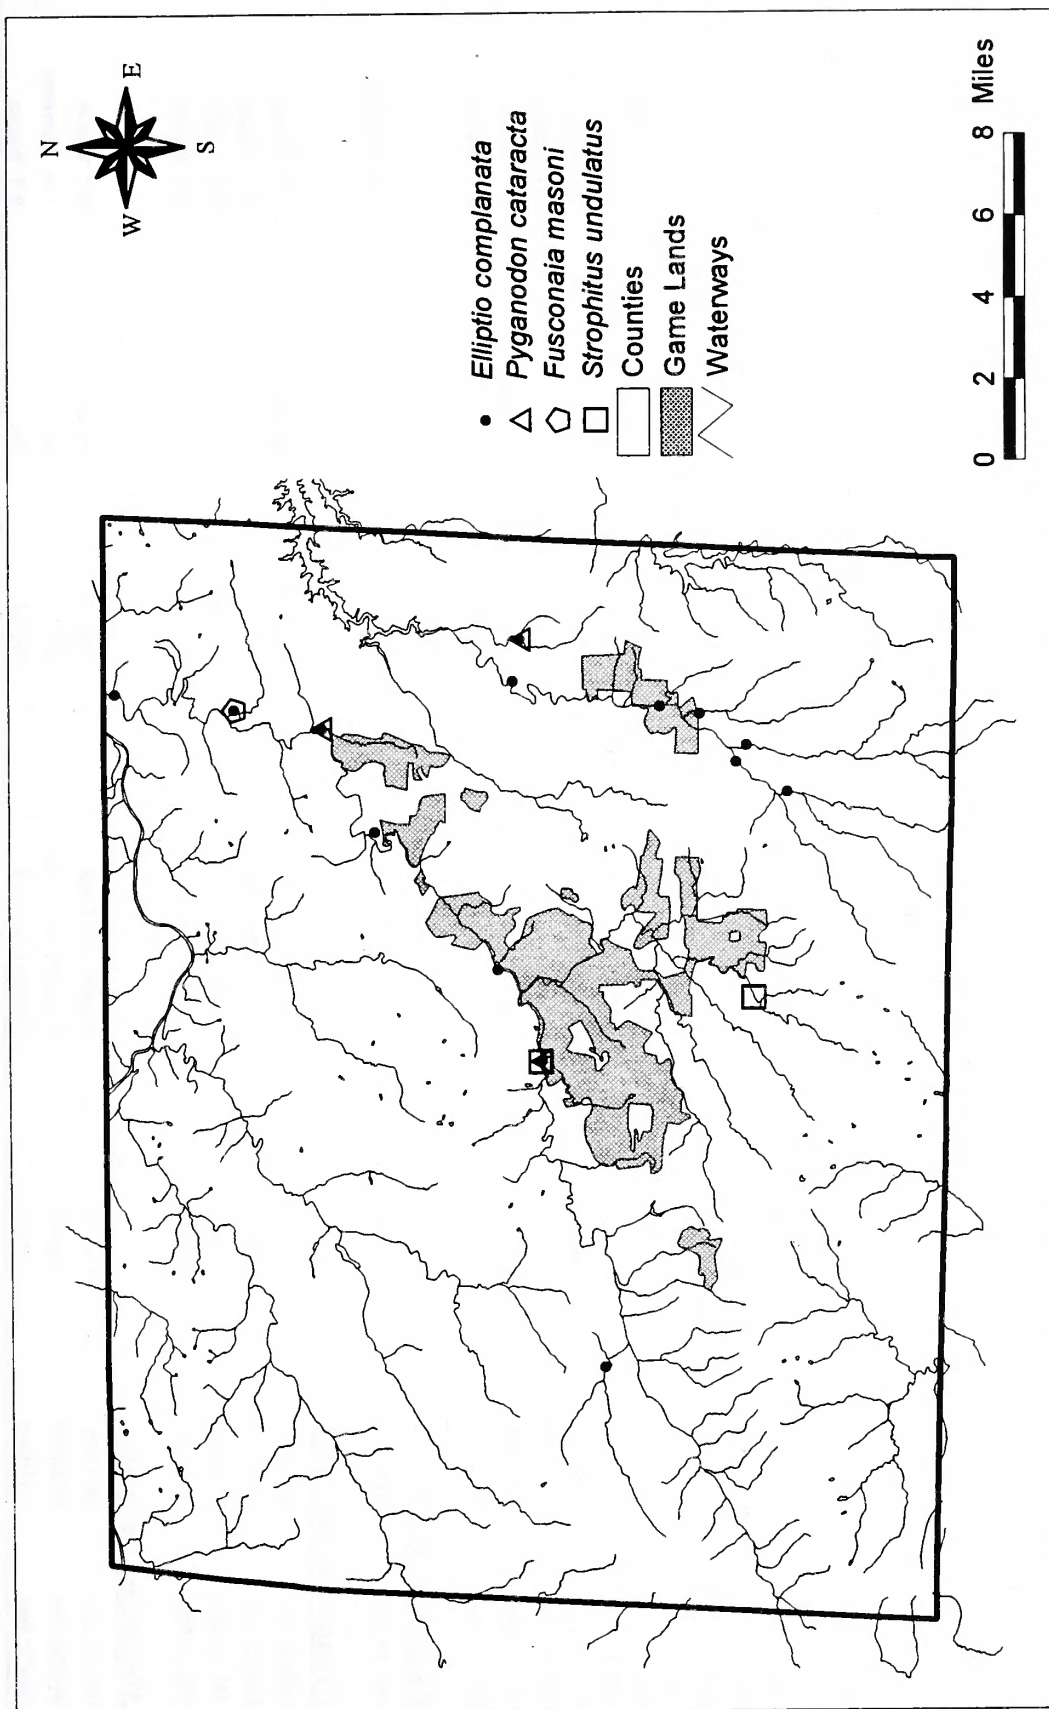 N
W E
S
Elliptio complanata
Pyganodon cataracta
Fusconaia masoni
Strophitus undulatus
Counties
Game Lands
Waterways
0 2 4 6 8 Miles